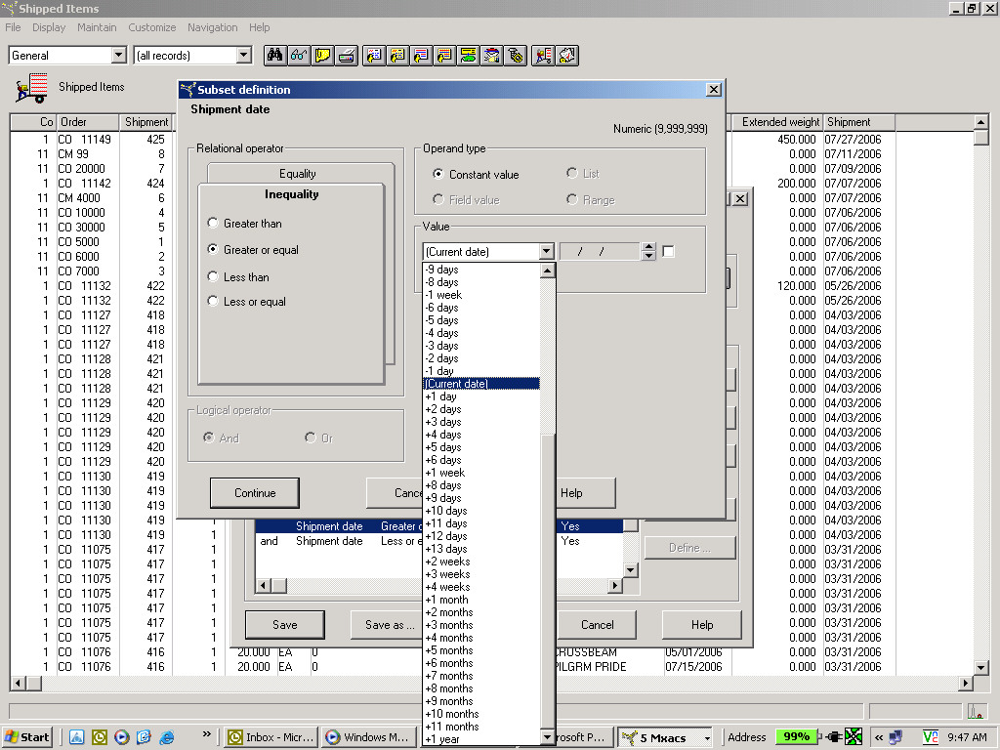 Shipped Items
File Display Maintain Customize Navigation Help
General (all records)
Shipped Items
Subset definition
Shipment date
Numeric (9,999,999)
Relational operator
Equality
Inequality
Greater than
Greater or equal
Less than
Less or equal
Logical operator
And Or
Operand type
Constant value List
Field value Range
Value
(Current date) / /
-9 days
-8 days
-1 week
-6 days
-5 days
-4 days
-3 days
-2 days
-1 day
(Current date)
+1 day
+2 days
+3 days
+4 days
+5 days
+6 days
+1 week
+8 days
+9 days
+10 days
+11 days
+12 days
+13 days
+2 weeks
+3 weeks
+4 weeks
+1 month
+2 months
+3 months
+4 months
+5 months
+6 months
+7 months
+8 months
+9 months
+10 months
+11 months
+1 year
Continue Help
Shipment date Yes
and Shipment date Less or Yes
Define ...
Save Save as ... Cancel Help
Co Order Shipment Extended weight Shipment
1 CO 11149 425 450.000 07/27/2006
11 CM 99 8 0.000 07/11/2006
11 CO 20000 7 0.000 07/09/2006
1 CO 11142 424 200.000 07/07/2006
11 CM 4000 6 0.000 07/07/2006
11 CO 10000 4 0.000 07/06/2006
11 CO 30000 5 0.000 07/06/2006
11 CO 5000 1 0.000 07/06/2006
11 CO 6000 2 0.000 07/06/2006
11 CO 7000 3 0.000 07/06/2006
1 CO 11132 422 120.000 05/26/2006
1 CO 11132 422 0.000 05/26/2006
1 CO 11127 418 0.000 04/03/2006
1 CO 11127 418 0.000 04/03/2006
1 CO 11127 418 0.000 04/03/2006
1 CO 11128 421 0.000 04/03/2006
1 CO 11128 421 0.000 04/03/2006
1 CO 11128 421 0.000 04/03/2006
1 CO 11129 420 0.000 04/03/2006
1 CO 11129 420 0.000 04/03/2006
1 CO 11129 420 0.000 04/03/2006
1 CO 11129 420 0.000 04/03/2006
1 CO 11129 420 0.000 04/03/2006
1 CO 11130 419 0.000 04/03/2006
1 CO 11130 419 0.000 04/03/2006
1 CO 11130 419 0.000 04/03/2006
1 CO 11130 419 1 0.000 04/03/2006
1 CO 11130 419 1 0.000 04/03/2006
1 CO 11075 417 1 0.000 03/31/2006
1 CO 11075 417 1 0.000 03/31/2006
1 CO 11075 417 1 0.000 03/31/2006
1 CO 11075 417 1 0.000 03/31/2006
1 CO 11075 417 1 0.000 03/31/2006
1 CO 11075 417 1 0.000 03/31/2006
1 CO 11075 417 1 0.000 03/31/2006
1 CO 11076 416 1 20.000 EA 0 CROSSBEAM 05/01/2006 0.000 03/31/2006
1 CO 11076 416 1 20.000 EA 0 PILGRM PRIDE 07/15/2006 0.000 03/31/2006
Start » Inbox - Micr... Windows M... rosoft P... 5 Mxacs Address 99% « 9:47 AM